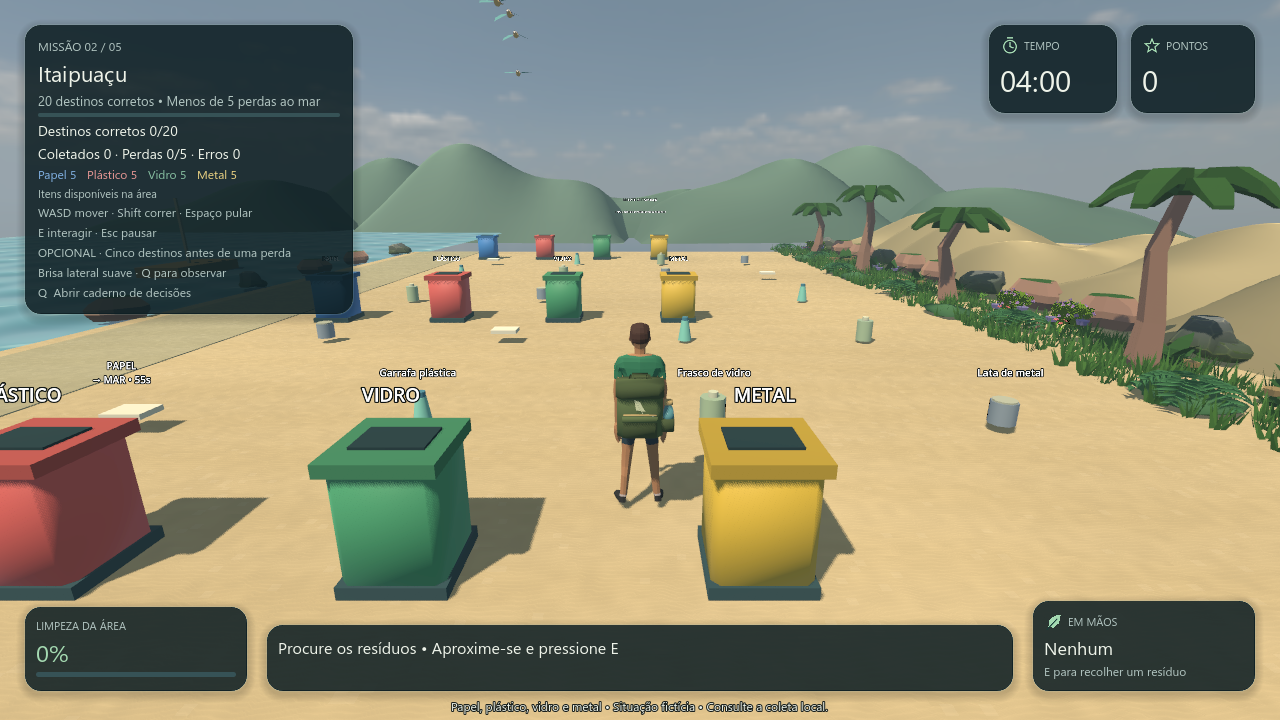 MISSÃO 02 / 05
Itaipuaçu
20 destinos corretos • Menos de 5 perdas ao mar
Destinos corretos 0/20
Coletados 0 · Perdas 0/5 · Erros 0
Papel 5 Plástico 5 Vidro 5 Metal 5
Itens disponíveis na área
WASD mover · Shift correr · Espaço pular
E interagir · Esc pausar
OPCIONAL · Cinco destinos antes de uma perda
Brisa lateral suave · Q para observar
Q Abrir caderno de decisões
TEMPO
04:00
PONTOS
0
PAPEL
→ MAR • 55s
Garrafa plástica
Frasco de vidro
Lata de metal
ÁSTICO
VIDRO
METAL
LIMPEZA DA ÁREA
0%
Procure os resíduos • Aproxime-se e pressione E
EM MÃOS
Nenhum
E para recolher um resíduo
Papel, plástico, vidro e metal • Situação fictícia • Consulte a coleta local.